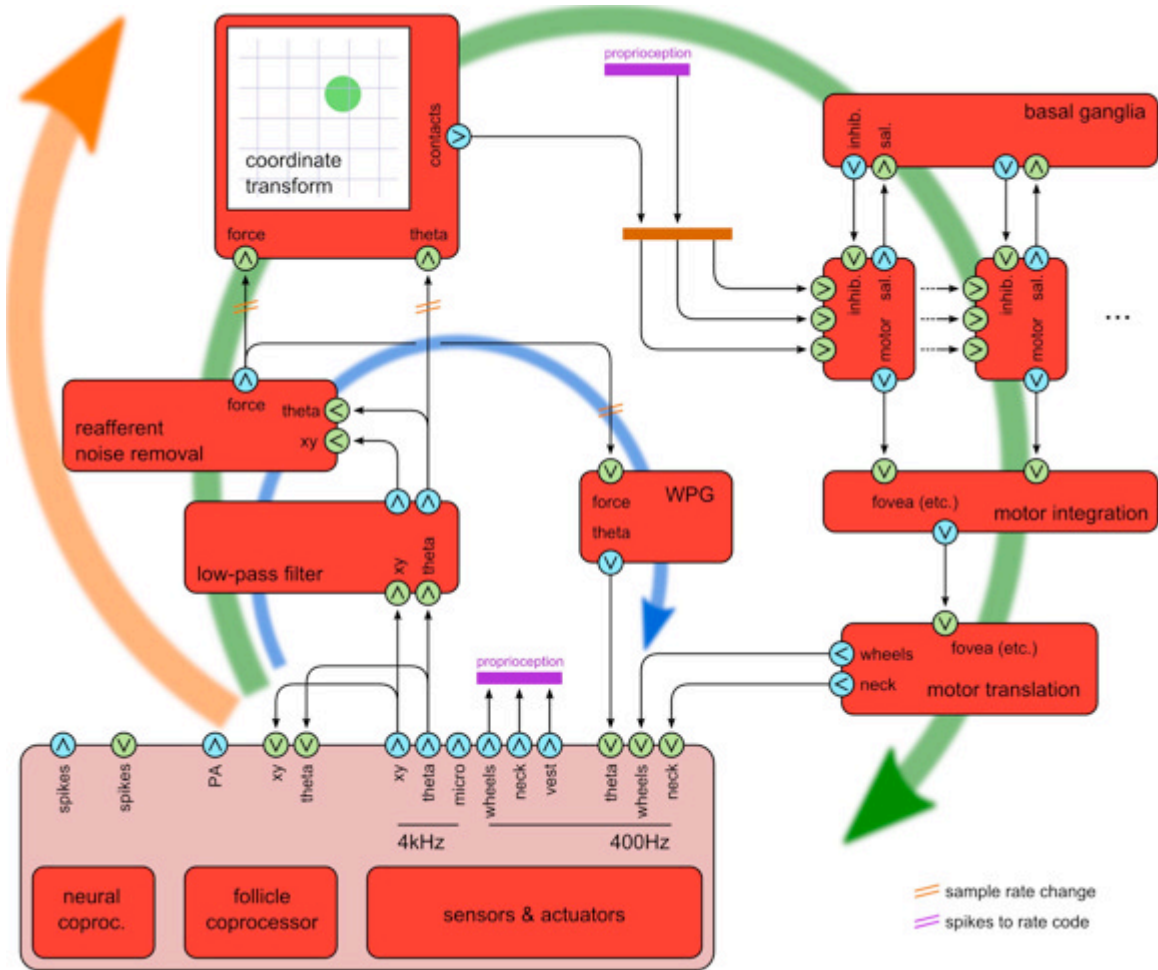 proprioception
contacts
coordinate
transform
force
theta
basal ganglia
inhib.
sal.
inhib.
sal.
inhib.
sal.
motor
inhib.
sal.
motor
...
force
theta
xy
reafferent
noise removal
force
WPG
theta
fovea (etc.)
motor integration
xy
theta
low-pass filter
proprioception
wheels
fovea (etc.)
neck
motor translation
spikes
spikes
PA
xy
theta
xy
theta
micro
wheels
neck
vest
theta
wheels
neck
4kHz
400Hz
neural
coproc.
follicle
coprocessor
sensors & actuators
sample rate change
spikes to rate code